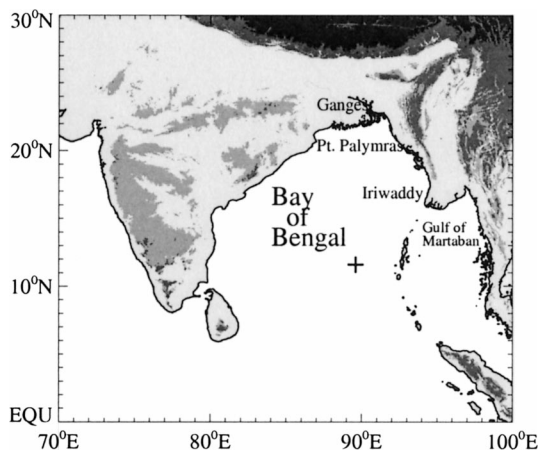 30⁰N
Ganges
20⁰N
Pt. Palymras
Bay
of
Bengal
Iriwaddy
Gulf of
Martaban
10⁰N
EQU
70⁰E
80⁰E
90⁰E
100⁰E